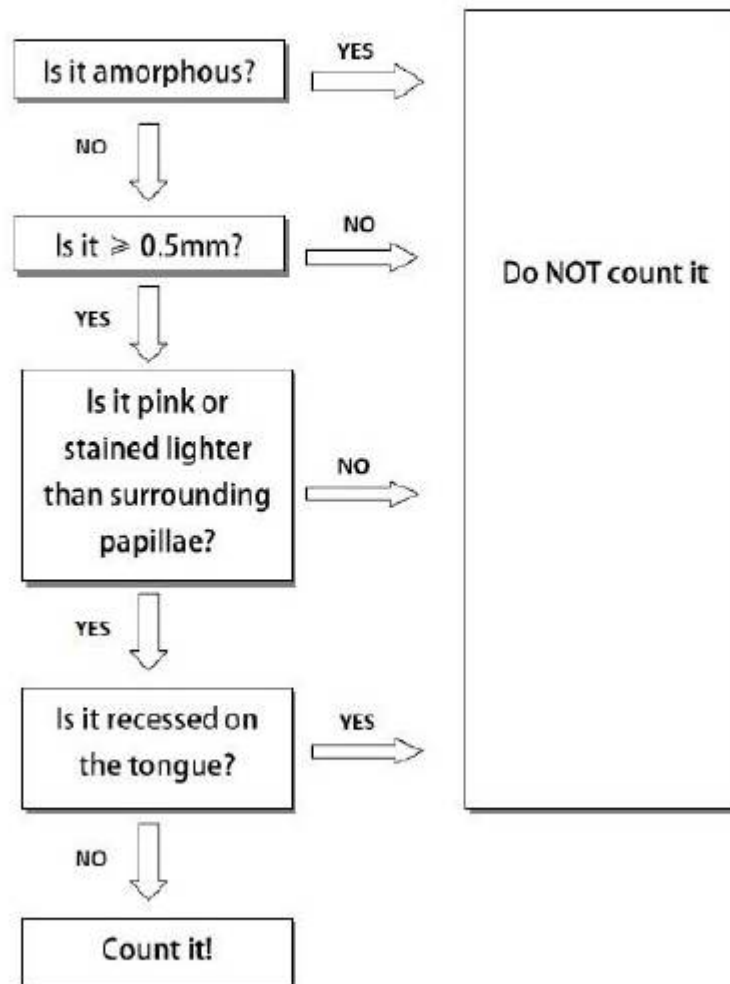 Is it amorphous?
YES
NO
Is it ⩾ 0.5mm?
NO
Do NOT count it
YES
Is it pink or
stained lighter
than surrounding
papillae?
NO
YES
Is it recessed on
the tongue?
YES
NO
Count it!